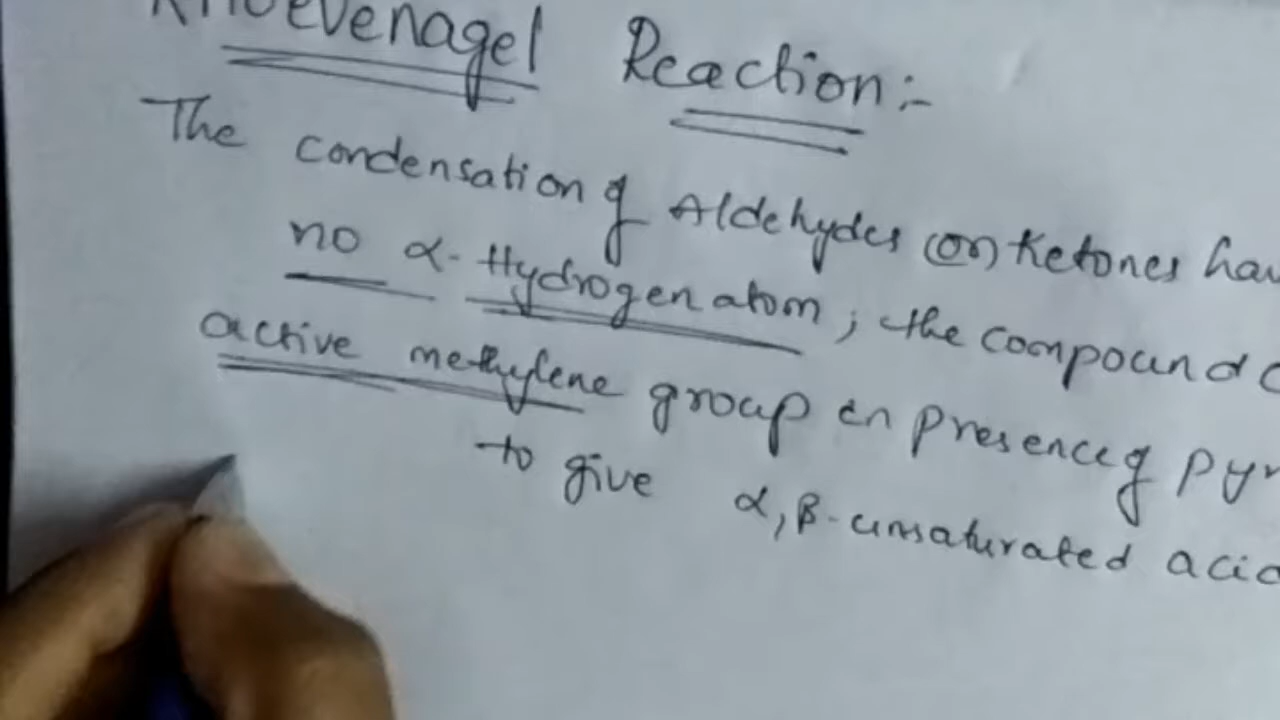 Knoevenagel Reaction:-
The condensation of Aldehydes (or) Ketones hav
no α-Hydrogen atom, the compound c
active methylene group in presence of pyr
to give α,β-unsaturated acid